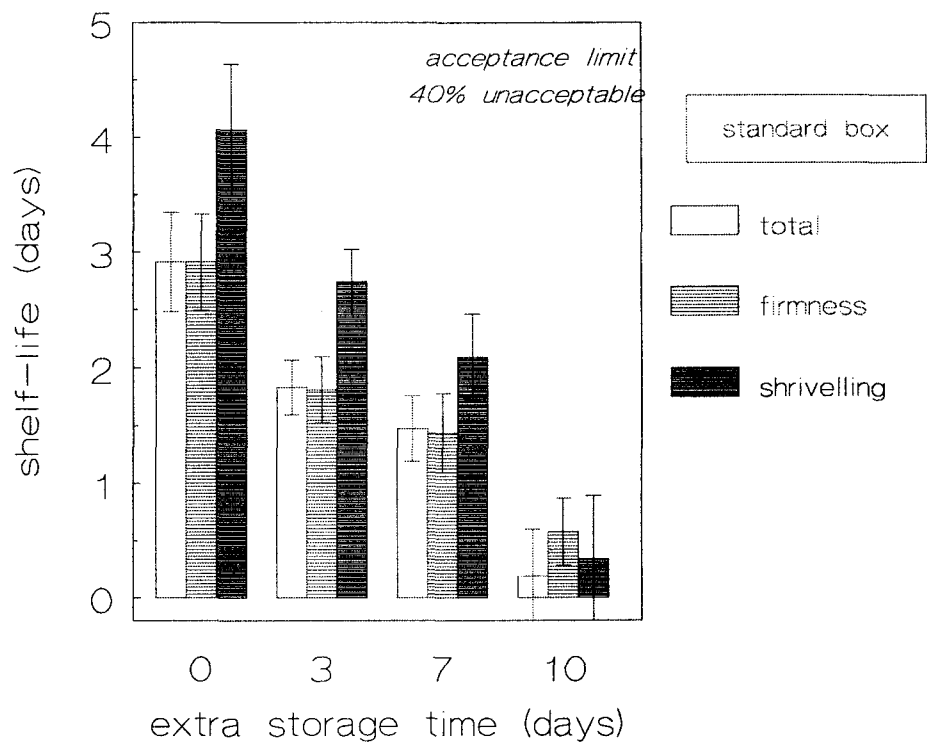 5
4
3
2
1
0
shelf-life (days)
acceptance limit
40% unacceptable
standard box
total
firmness
shrivelling
0 3 7 10
extra storage time (days)